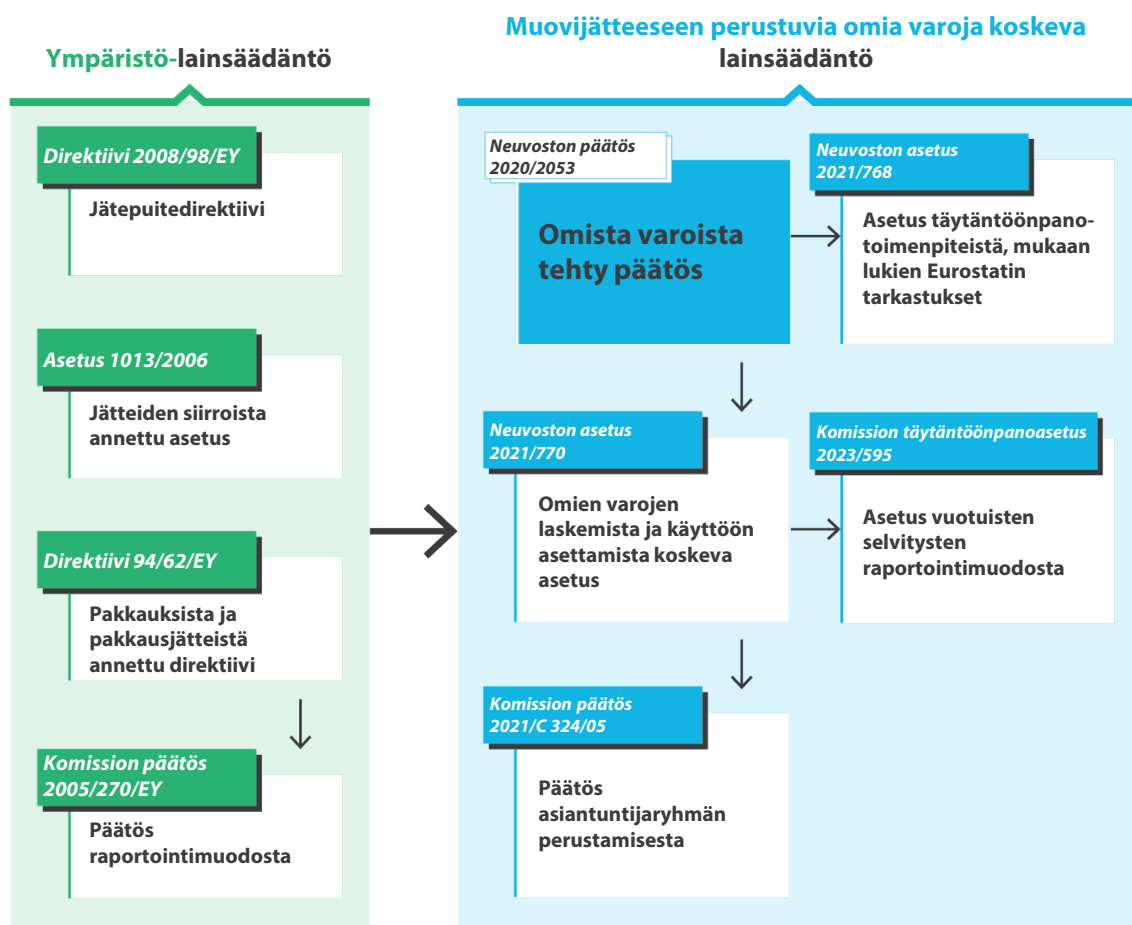 Ympäristö-lainsäädäntö
Direktiivi 2008/98/EY
Jätepuitedirektiivi
Asetus 1013/2006
Jätteiden siirroista
annettu asetus
Direktiivi 94/62/EY
Pakkauksista ja
pakkausjätteistä
annettu direktiivi
Komission päätös
2005/270/EY
Päätös
raportointimuodosta
Muovijätteeseen perustuvia omia varoja koskeva
lainsäädäntö
Neuvoston päätös
2020/2053
Omista varoista
tehty päätös
Neuvoston asetus
2021/768
Asetus täytäntöönpano-
toimenpiteistä, mukaan
lukien Eurostatin
tarkastukset
Neuvoston asetus
2021/770
Omien varojen
laskemista ja käyttöön
asettamista koskeva
asetus
Komission täytäntöönpanoasetus
2023/595
Asetus vuotuisten
selvitysten
raportointimuodosta
Komission päätös
2021/C 324/05
Päätös
asiantuntijaryhmän
perustamisesta